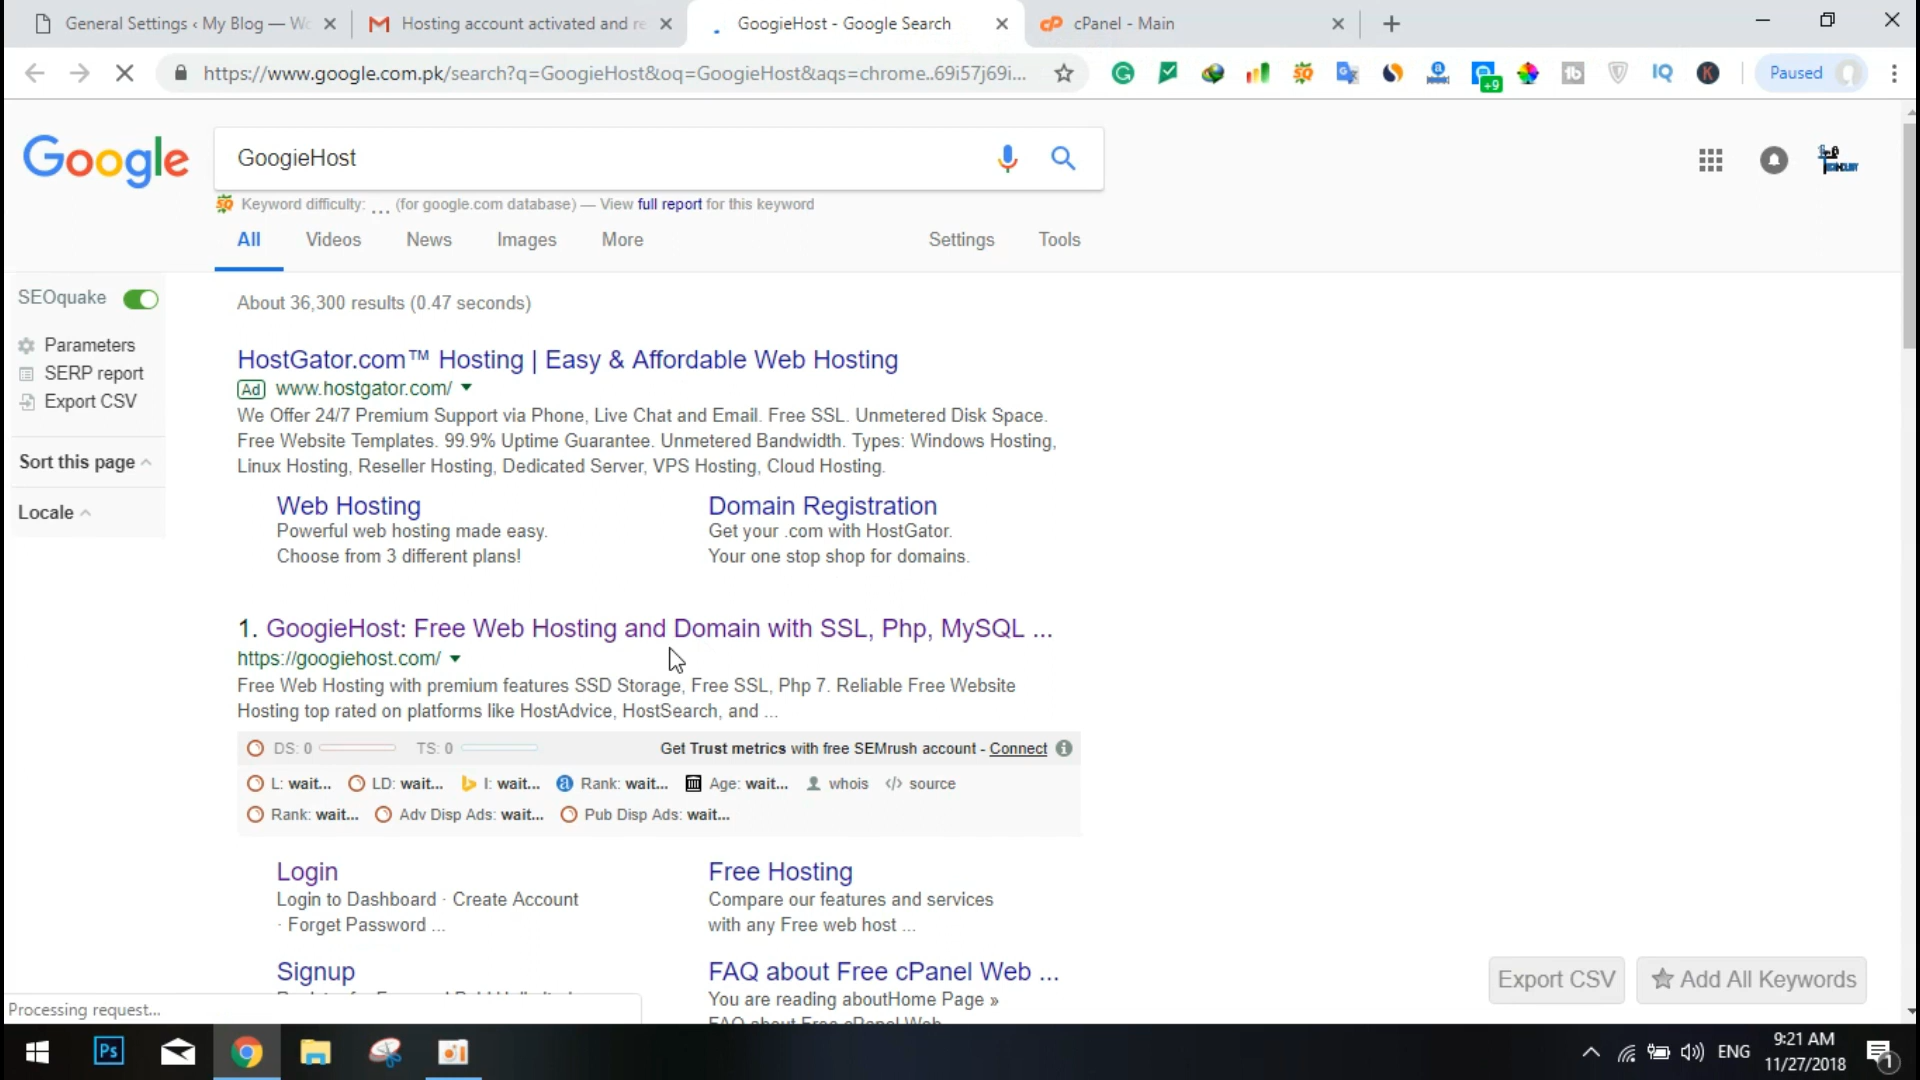 General Settings ‹ My Blog — Wo
Hosting account activated and re
GoogieHost - Google Search
cP cPanel - Main
https://www.google.com.pk/search?q=GoogieHost&oq=GoogieHost&aqs=chrome..69i57j69i...
+9
IQ
K
Paused
Google
GoogieHost
SQ Keyword difficulty: ... (for google.com database) — View full report for this keyword
All Videos News Images More Settings Tools
SEOquake
Parameters
SERP report
Export CSV
Sort this page
Locale
About 36,300 results (0.47 seconds)
HostGator.com™ Hosting | Easy & Affordable Web Hosting
Ad www.hostgator.com/
We Offer 24/7 Premium Support via Phone, Live Chat and Email. Free SSL. Unmetered Disk Space.
Free Website Templates. 99.9% Uptime Guarantee. Unmetered Bandwidth. Types: Windows Hosting,
Linux Hosting, Reseller Hosting, Dedicated Server, VPS Hosting, Cloud Hosting.
Web Hosting
Powerful web hosting made easy.
Choose from 3 different plans!
Domain Registration
Get your .com with HostGator.
Your one stop shop for domains.
1. GoogieHost: Free Web Hosting and Domain with SSL, Php, MySQL ...
https://googiehost.com/
Free Web Hosting with premium features SSD Storage, Free SSL, Php 7. Reliable Free Website
Hosting top rated on platforms like HostAdvice, HostSearch, and ...
DS: 0 TS: 0 Get Trust metrics with free SEMrush account - Connect
L: wait... LD: wait... I: wait... Rank: wait... Age: wait... whois </> source
Rank: wait... Adv Disp Ads: wait... Pub Disp Ads: wait...
Login
Login to Dashboard · Create Account
· Forget Password ...
Free Hosting
Compare our features and services
with any Free web host ...
Signup
FAQ about Free cPanel Web ...
You are reading aboutHome Page »
FAQ about Free cPanel Web
Export CSV
Add All Keywords
Processing request...
Ps
ENG
9:21 AM
11/27/2018
1